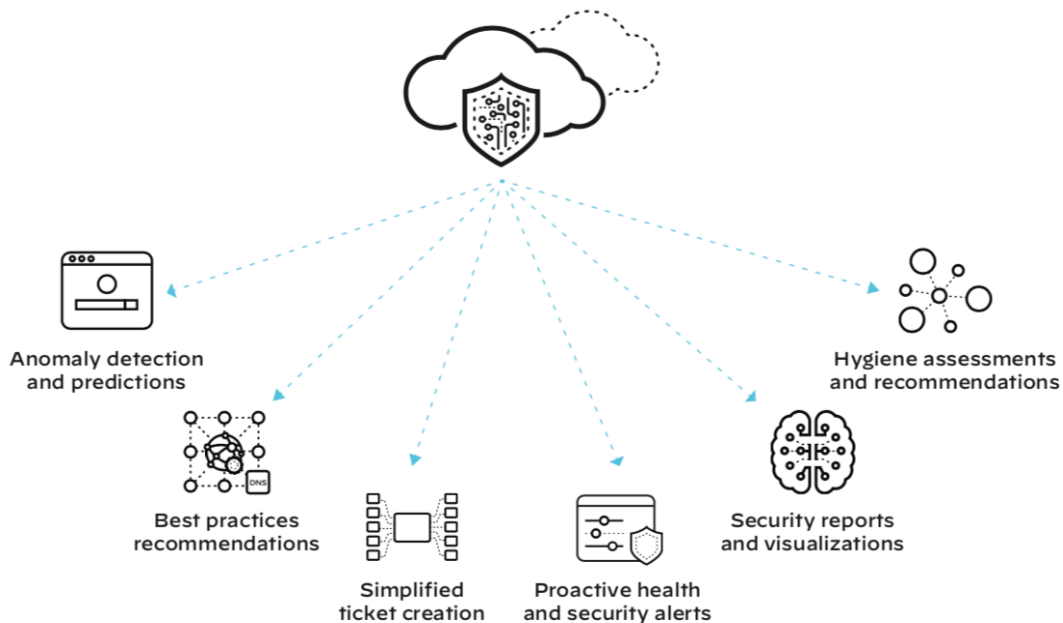 Anomaly detection
and predictions
Hygiene assessments
and recommendations
DNS
Best practices
recommendations
Security reports
and visualizations
Simplified
ticket creation
Proactive health
and security alerts